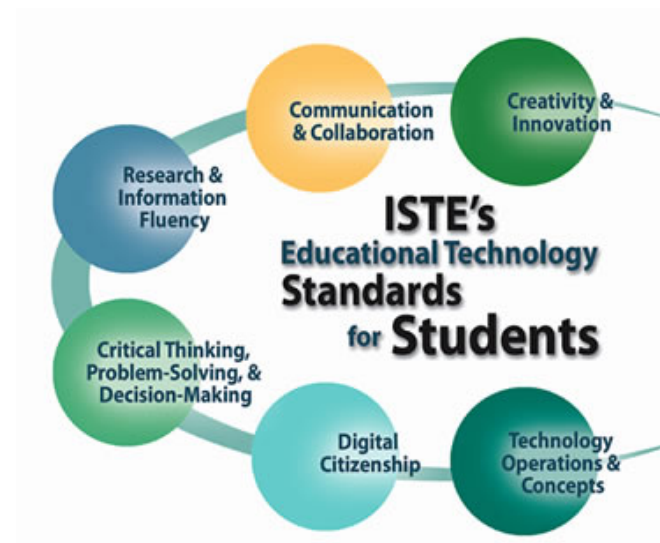 Communication
& Collaboration
Creativity &
Innovation
Research &
Information
Fluency
ISTE's
Educational Technology
Standards
for Students
Critical Thinking,
Problem-Solving, &
Decision-Making
Digital
Citizenship
Technology
Operations &
Concepts